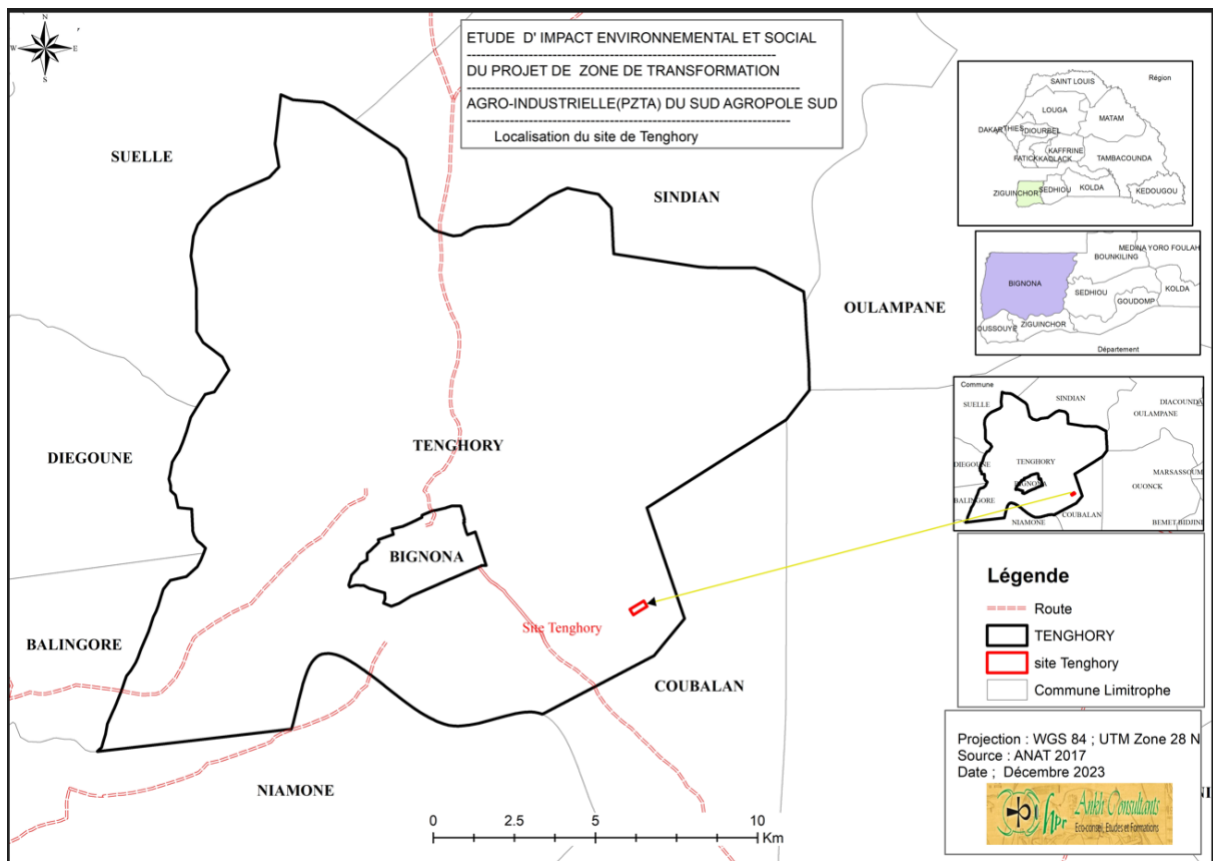 N
W E
S
ETUDE D' IMPACT ENVIRONNEMENTAL ET SOCIAL
DU PROJET DE ZONE DE TRANSFORMATION
AGRO-INDUSTRIELLE(PZTA) DU SUD AGROPOLE SUD
Localisation du site de Tenghory
SUELLE
SINDIAN
OULAMPANE
DIEGOUNE
TENGHORY
BIGNONA
BALINGORE
Site Tenghory
COUBALAN
NIAMONE
0 2.5 5 10
Km
Région
SAINT LOUIS
LOUGA
MATAM
DAKAR
THIES
DIOURBEL
KAFFRINE
FATICK
KAOLACK
TAMBACOUNDA
ZIGUINCHOR
SEDHIOU
KOLDA
KEDOUGOU
MEDINA YORO FOULAH
BOUNKILING
BIGNONA
SEDHIOU
KOLDA
GOUDOMP
OUSSOUYE
ZIGUINCHOR
Département
Commune
SUELLE
SINDIAN
DIACOUNDA
OULAMPANE
DIEGOUNE
TENGHORY
MARSASSOUM
BIGNONA
OUONCK
BALINGORE
COUBALAN
NIAMONE
BEMET-BIDJINI
Légende
Route
TENGHORY
site Tenghory
Commune Limitrophe
Projection : WGS 84 ; UTM Zone 28 N
Source : ANAT 2017
Date ; Décembre 2023
hpr
Ankh Consultants
Eco-conseil, Etudes et Formations